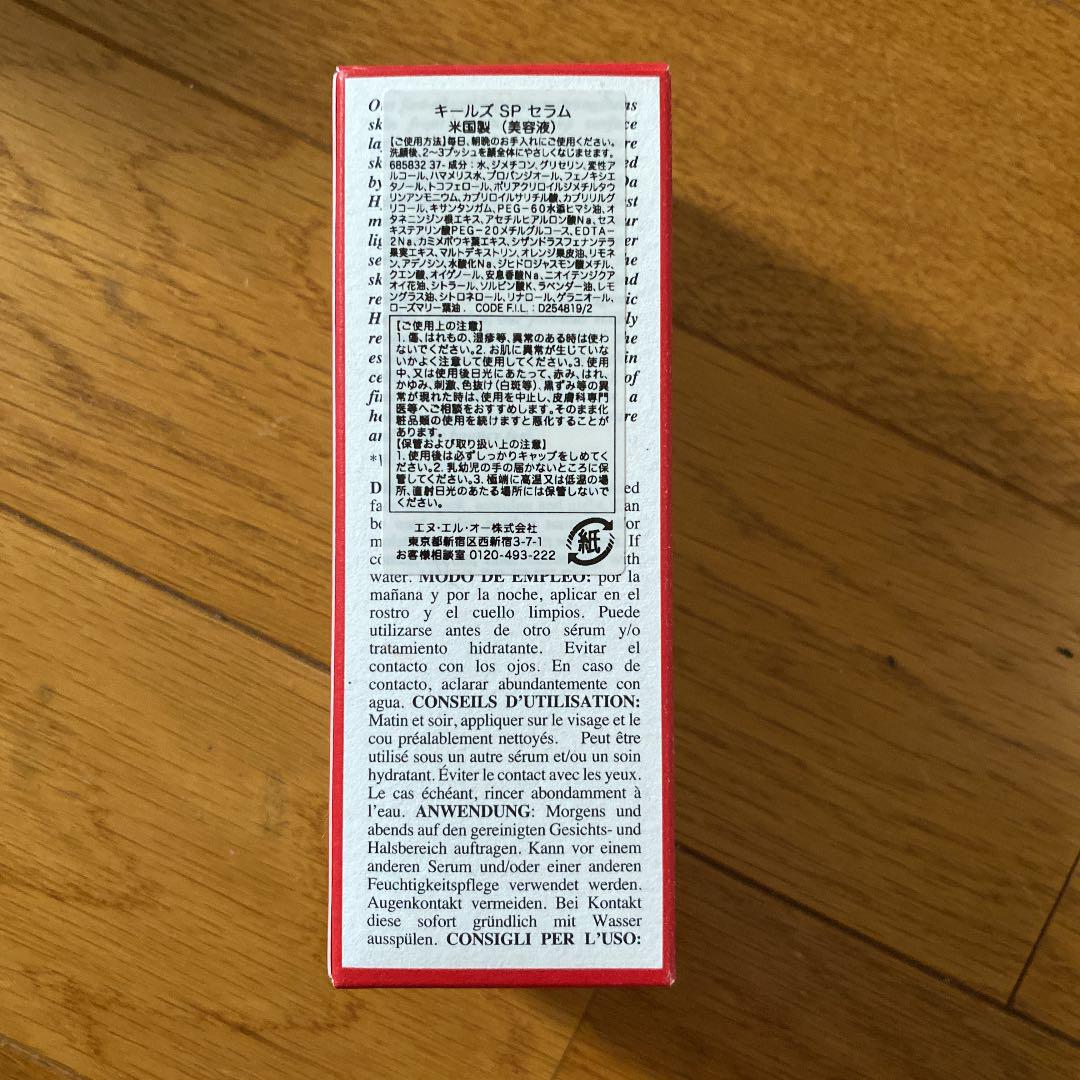 キールズ SP セラム
米国製 (美容液)
【ご使用方法】毎日、朝晩のお手入れにご使用ください。
洗顔後、2~3プッシュを顔全体にやさしくなじませます。
685832 37- 成分 : 水、ジメチコン、グリセリン、変性ア
ルコール、ハマメリス水、プロパンジオール、フェノキシエ
タノール、トコフェロール、ポリアクリロイルジメチルタウ
リンアンモニウム、カプリロイルサリチル酸、カプリリルグ
リコール、キサンタンガム、PEG-60水添ヒマシ油、オ
タネニンジン根エキス、アセチルヒアルロン酸Na、セス
キステアリン酸PEG-20メチルグルコース、EDTA-
2Na、カミメボウキ葉エキス、シザンドラスフェナンテラ
果実エキス、マルトデキストリン、オレンジ果皮油、リモネ
ン、アデノシン、水酸化Na、ジヒドロジャスモン酸メチル、
クエン酸、オイゲノール、安息香酸Na、ニオイテンジクア
オイ花油、シトラール、ソルビン酸K、ラベンダー油、レモ
ングラス油、シトロネロール、リナロール、ゲラニオール、
ローズマリー葉油 . CODE F.I.L. : D254819/2
【ご使用上の注意】
1. 傷、はれもの、湿疹等、異常のある時は使わ
ないでください。2. お肌に異常が生じていな
いかよく注意して使用してください。3. 使用
中、又は使用後日光にあたって、赤み、はれ、
かゆみ、刺激、色抜け(白斑等)、黒ずみ等の異
常が現れた時は、使用を中止し、皮膚科専門
医等へご相談をおすすめします。そのまま化
粧品類の使用を続けますと悪化することが
あります。
【保管および取り扱い上の注意】
1. 使用後は必ずしっかりキャップをしめてく
ださい。2. 乳幼児の手の届かないところに保
管してください。3. 極端に高温又は低温の場
所、直射日光のあたる場所には保管しないで
ください。
エヌ・エル・オー株式会社
東京都新宿区西新宿3-7-1
お客様相談室 0120-493-222
紙
water. MODO DE EMPLEO: por la
mañana y por la noche, aplicar en el
rostro y el cuello limpios. Puede
utilizarse antes de otro sérum y/o
tratamiento hidratante. Evitar el
contacto con los ojos. En caso de
contacto, aclarar abundantemente con
agua. CONSEILS D'UTILISATION:
Matin et soir, appliquer sur le visage et le
cou préalablement nettoyés. Peut être
utilisé sous un autre sérum et/ou un soin
hydratant. Éviter le contact avec les yeux.
Le cas échéant, rincer abondamment à
l'eau. ANWENDUNG: Morgens und
abends auf den gereinigten Gesichts- und
Halsbereich auftragen. Kann vor einem
anderen Serum und/oder einer anderen
Feuchtigkeitspflege verwendet werden.
Augenkontakt vermeiden. Bei Kontakt
diese sofort gründlich mit Wasser
ausspülen. CONSIGLI PER L'USO: